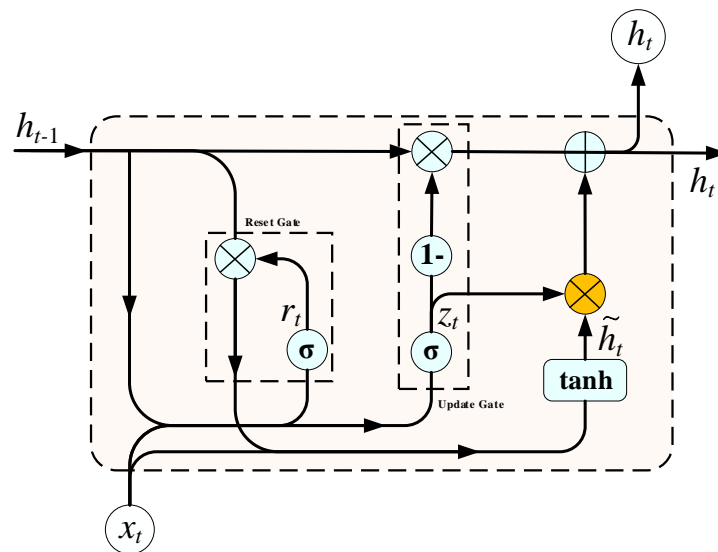 h_t
h_{t-1}
h_t
Reset Gate
1-
r_t
z_t
σ
σ
h̃_t
tanh
Update Gate
x_t